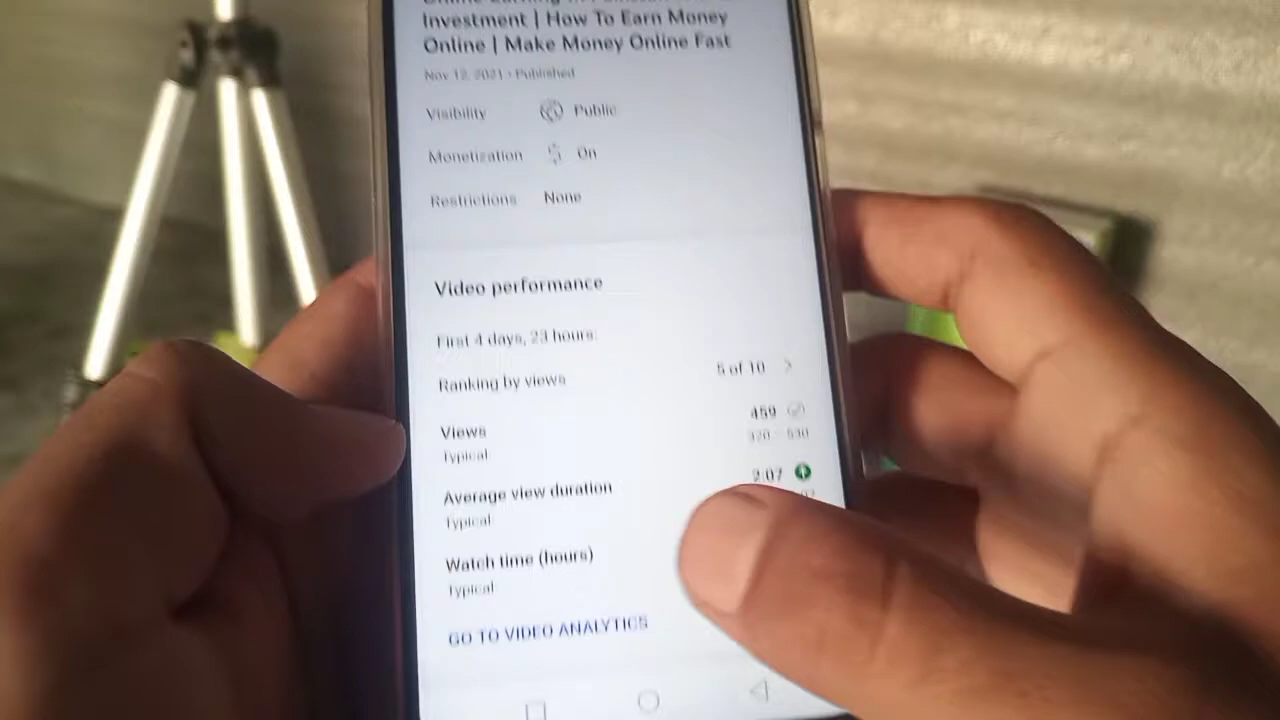 Investment | How To Earn Money
Online | Make Money Online Fast
Nov 12, 2021 · Published
Visibility Public
Monetization On
Restrictions None
Video performance
First 4 days, 23 hours:
Ranking by views 5 of 10
Views 459
Typical 320 - 530
Average view duration 2:07
Typical
Watch time (hours)
Typical
GO TO VIDEO ANALYTICS